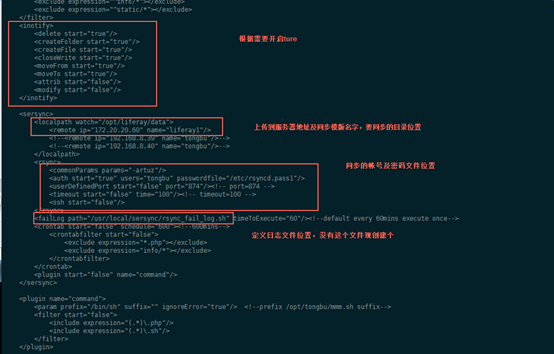 <exclude expression="^info/*"></exclude>
<exclude expression="^static/*"></exclude>
</filter>
<inotify>
<delete start="true"/>
<createFolder start="true"/>
<createFile start="true"/>
<closeWrite start="true"/>
<moveFrom start="true"/>
<moveTo start="true"/>
<attrib start="false"/>
<modify start="false"/>
</inotify>
根据需要开启ture
<sersync>
<localpath watch="/opt/liferay/data">
<remote ip="172.20.20.60" name="liferay1"/>
<!--<remote ip="192.168.8.39" name="tongbu"/>-->
<!--<remote ip="192.168.8.40" name="tongbu"/>-->
</localpath>
上传到服务器地址及同步模版名字，要同步的目录位置
<rsync>
<commonParams params="-artuz"/>
<auth start="true" users="tongbu" passwordfile="/etc/rsyncd.pass1"/>
<userDefinedPort start="false" port="874"/><!-- port=874 -->
<timeout start="false" time="100"/><!-- timeout=100 -->
<ssh start="false"/>
同步的帐号及密码文件位置
<failLog path="/usr/local/sersync/rsync_fail_log.sh" timeToExecute="60"/><!--default every 60mins execute once-->
<crontab start="false" schedule="600"><!--600mins-->
<crontabfilter start="false">
<exclude expression="*.php"></exclude>
<exclude expression="info/*"></exclude>
</crontabfilter>
</crontab>
定义日志文件位置，没有这个文件现创建个
<plugin start="false" name="command"/>
</sersync>
<plugin name="command">
<param prefix="/bin/sh" suffix="" ignoreError="true"/> <!--prefix /opt/tongbu/mmm.sh suffix-->
<filter start="false">
<include expression="(.*)\.php"/>
<include expression="(.*)\.sh"/>
</filter>
</plugin>